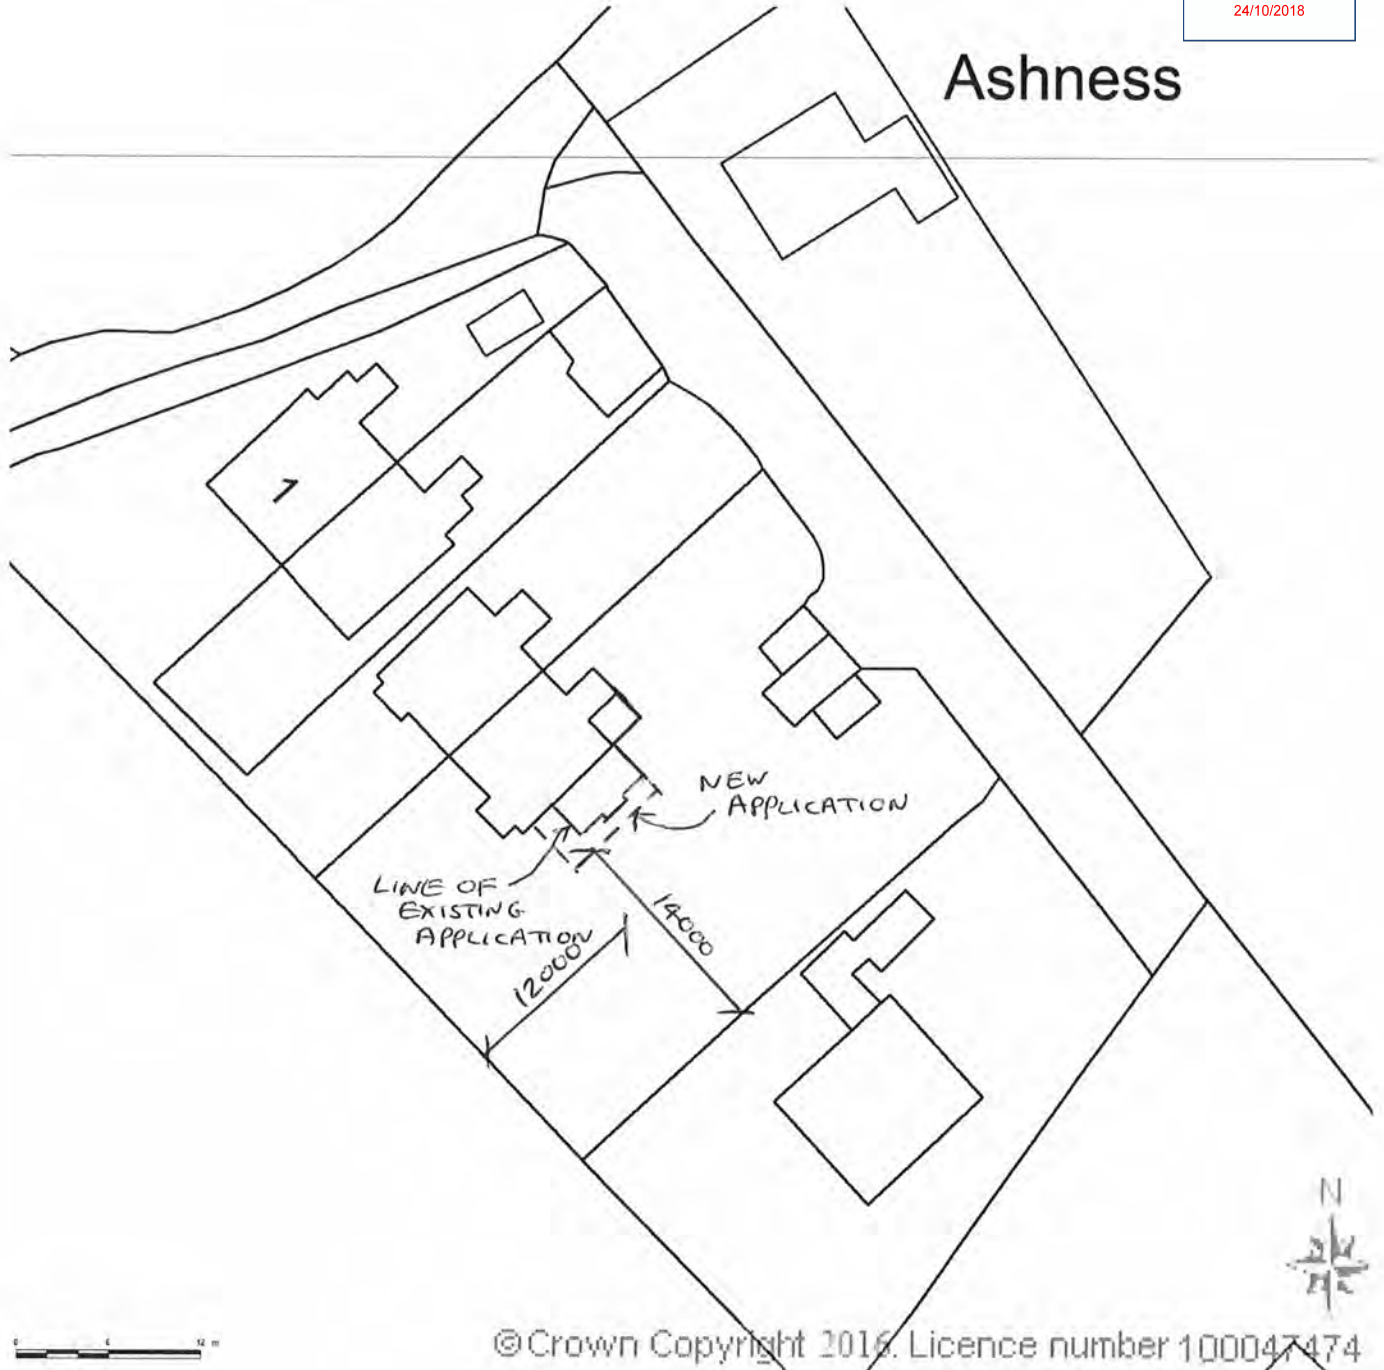 24/10/2018
Ashness
1
NEW
APPLICATION
LINE OF
EXISTING
APPLICATION
14000
12000
N
©Crown Copyright 2016. Licence number 100047474